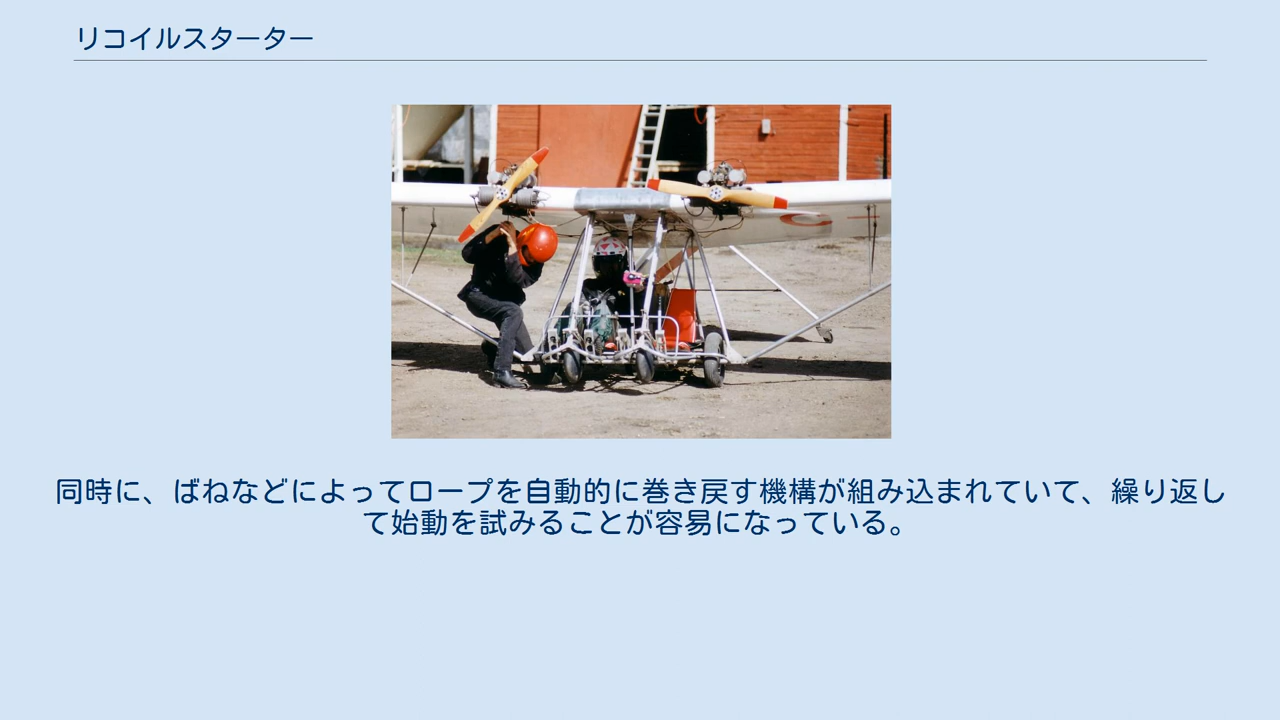 リコイルスターター
同時に、ばねなどによってロープを自動的に巻き戻す機構が組み込まれていて、繰り返し
て始動を試みることが容易になっている。